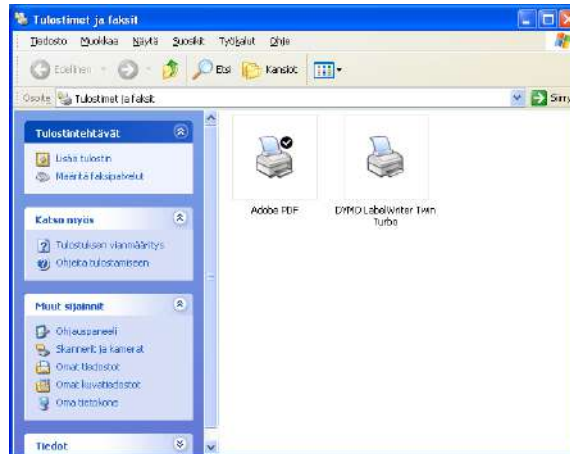 Tulostimet ja faksit
Tiedosto Muokkaa Näytä Suosikit Työkalut Ohje
Edellinen Etsi Kansiot
Osoite Tulostimet ja faksit Siirry
Tulostintehtävät
Lisää tulostin
Määritä faksipalvelut
Katso myös
Tulostuksen vianmääritys
Ohjeita tulostamiseen
Muut sijainnit
Ohjauspaneeli
Skannerit ja kamerat
Omat tiedostot
Omat kuvatiedostot
Oma tietokone
Tiedot
Adobe PDF
DYMO LabelWriter Twin
Turbo